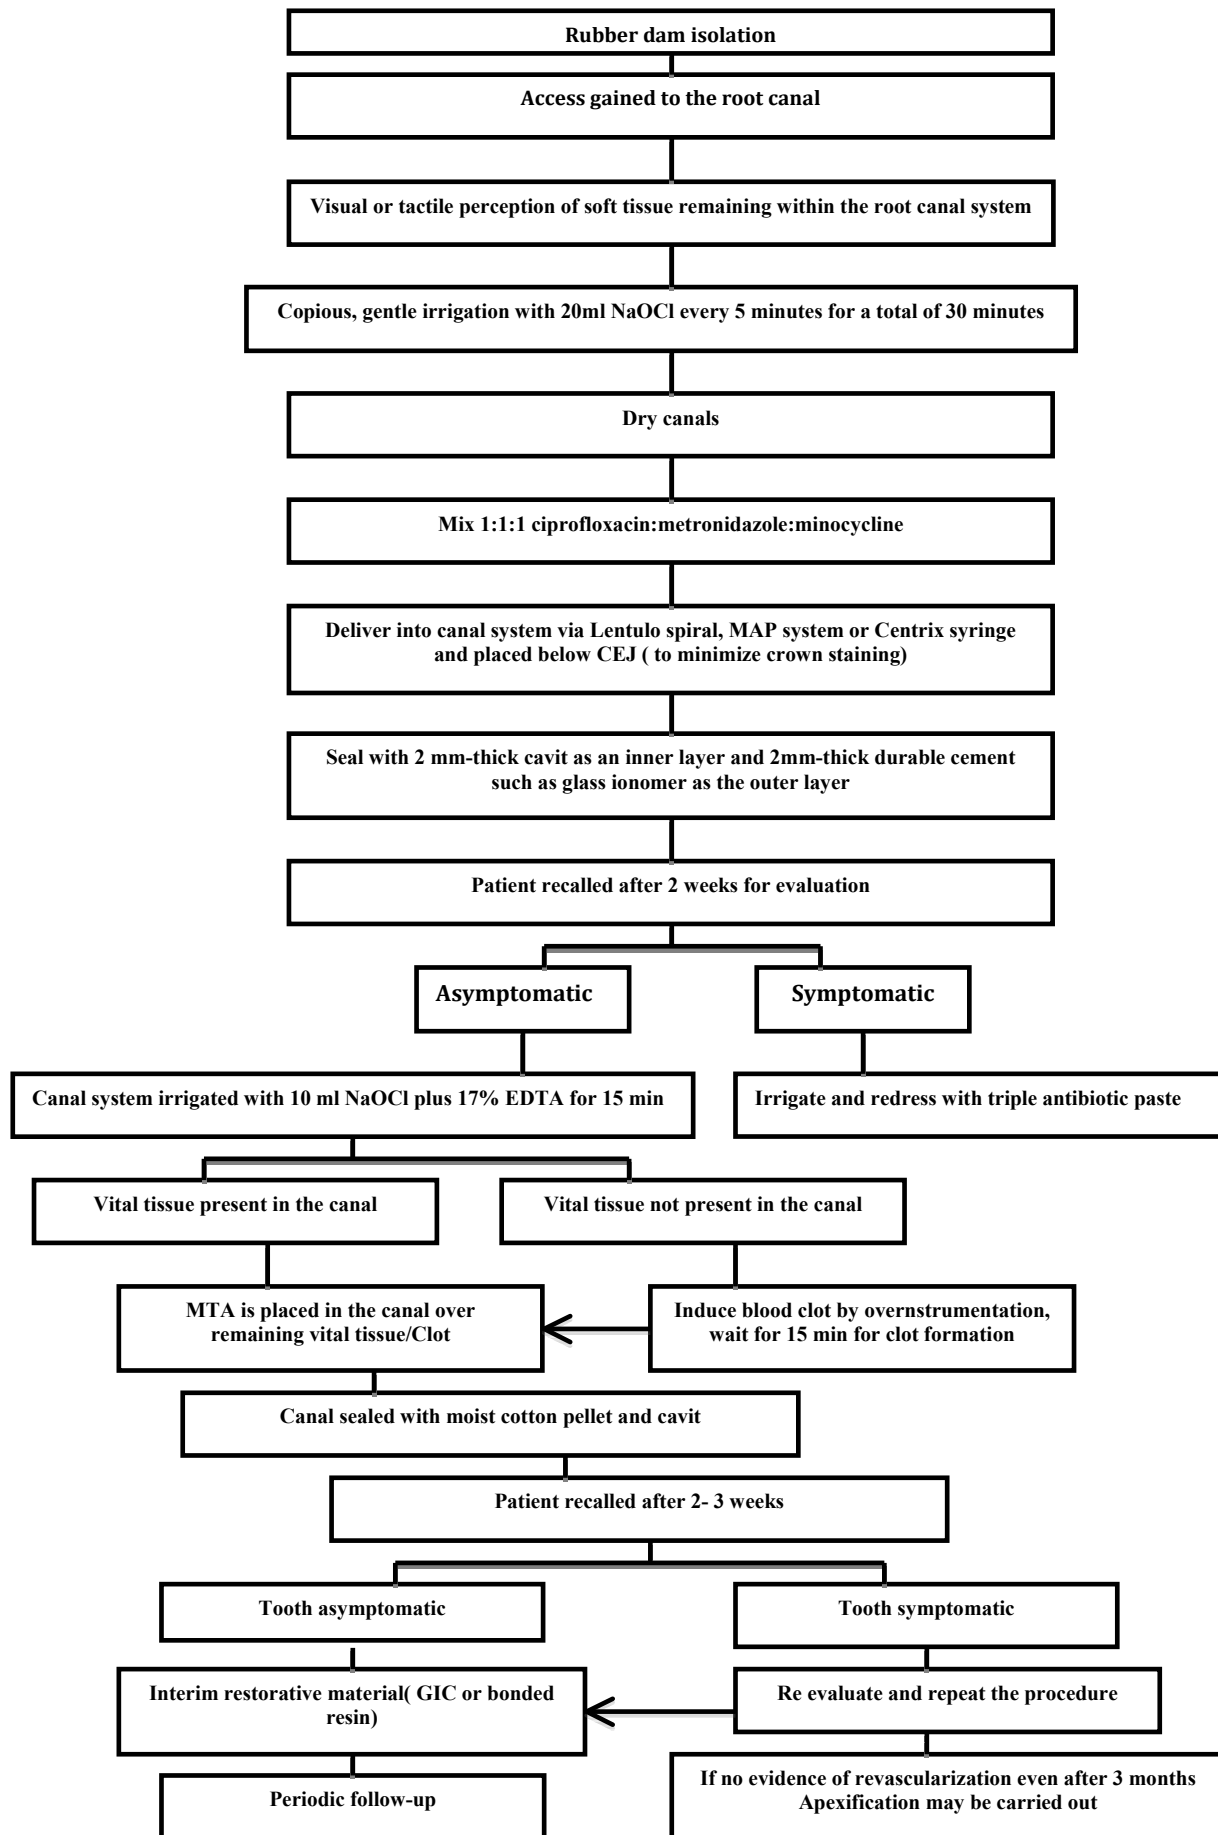 Rubber dam isolation
Access gained to the root canal
Visual or tactile perception of soft tissue remaining within the root canal system
Copious, gentle irrigation with 20ml NaOCl every 5 minutes for a total of 30 minutes
Dry canals
Mix 1:1:1 ciprofloxacin:metronidazole:minocycline
Deliver into canal system via Lentulo spiral, MAP system or Centrix syringe
and placed below CEJ ( to minimize crown staining)
Seal with 2 mm-thick cavit as an inner layer and 2mm-thick durable cement
such as glass ionomer as the outer layer
Patient recalled after 2 weeks for evaluation
Asymptomatic
Symptomatic
Canal system irrigated with 10 ml NaOCl plus 17% EDTA for 15 min
Irrigate and redress with triple antibiotic paste
Vital tissue present in the canal
Vital tissue not present in the canal
MTA is placed in the canal over
remaining vital tissue/Clot
Induce blood clot by overnstrumentation,
wait for 15 min for clot formation
Canal sealed with moist cotton pellet and cavit
Patient recalled after 2- 3 weeks
Tooth asymptomatic
Tooth symptomatic
Interim restorative material( GIC or bonded
resin)
Re evaluate and repeat the procedure
Periodic follow-up
If no evidence of revascularization even after 3 months
Apexification may be carried out